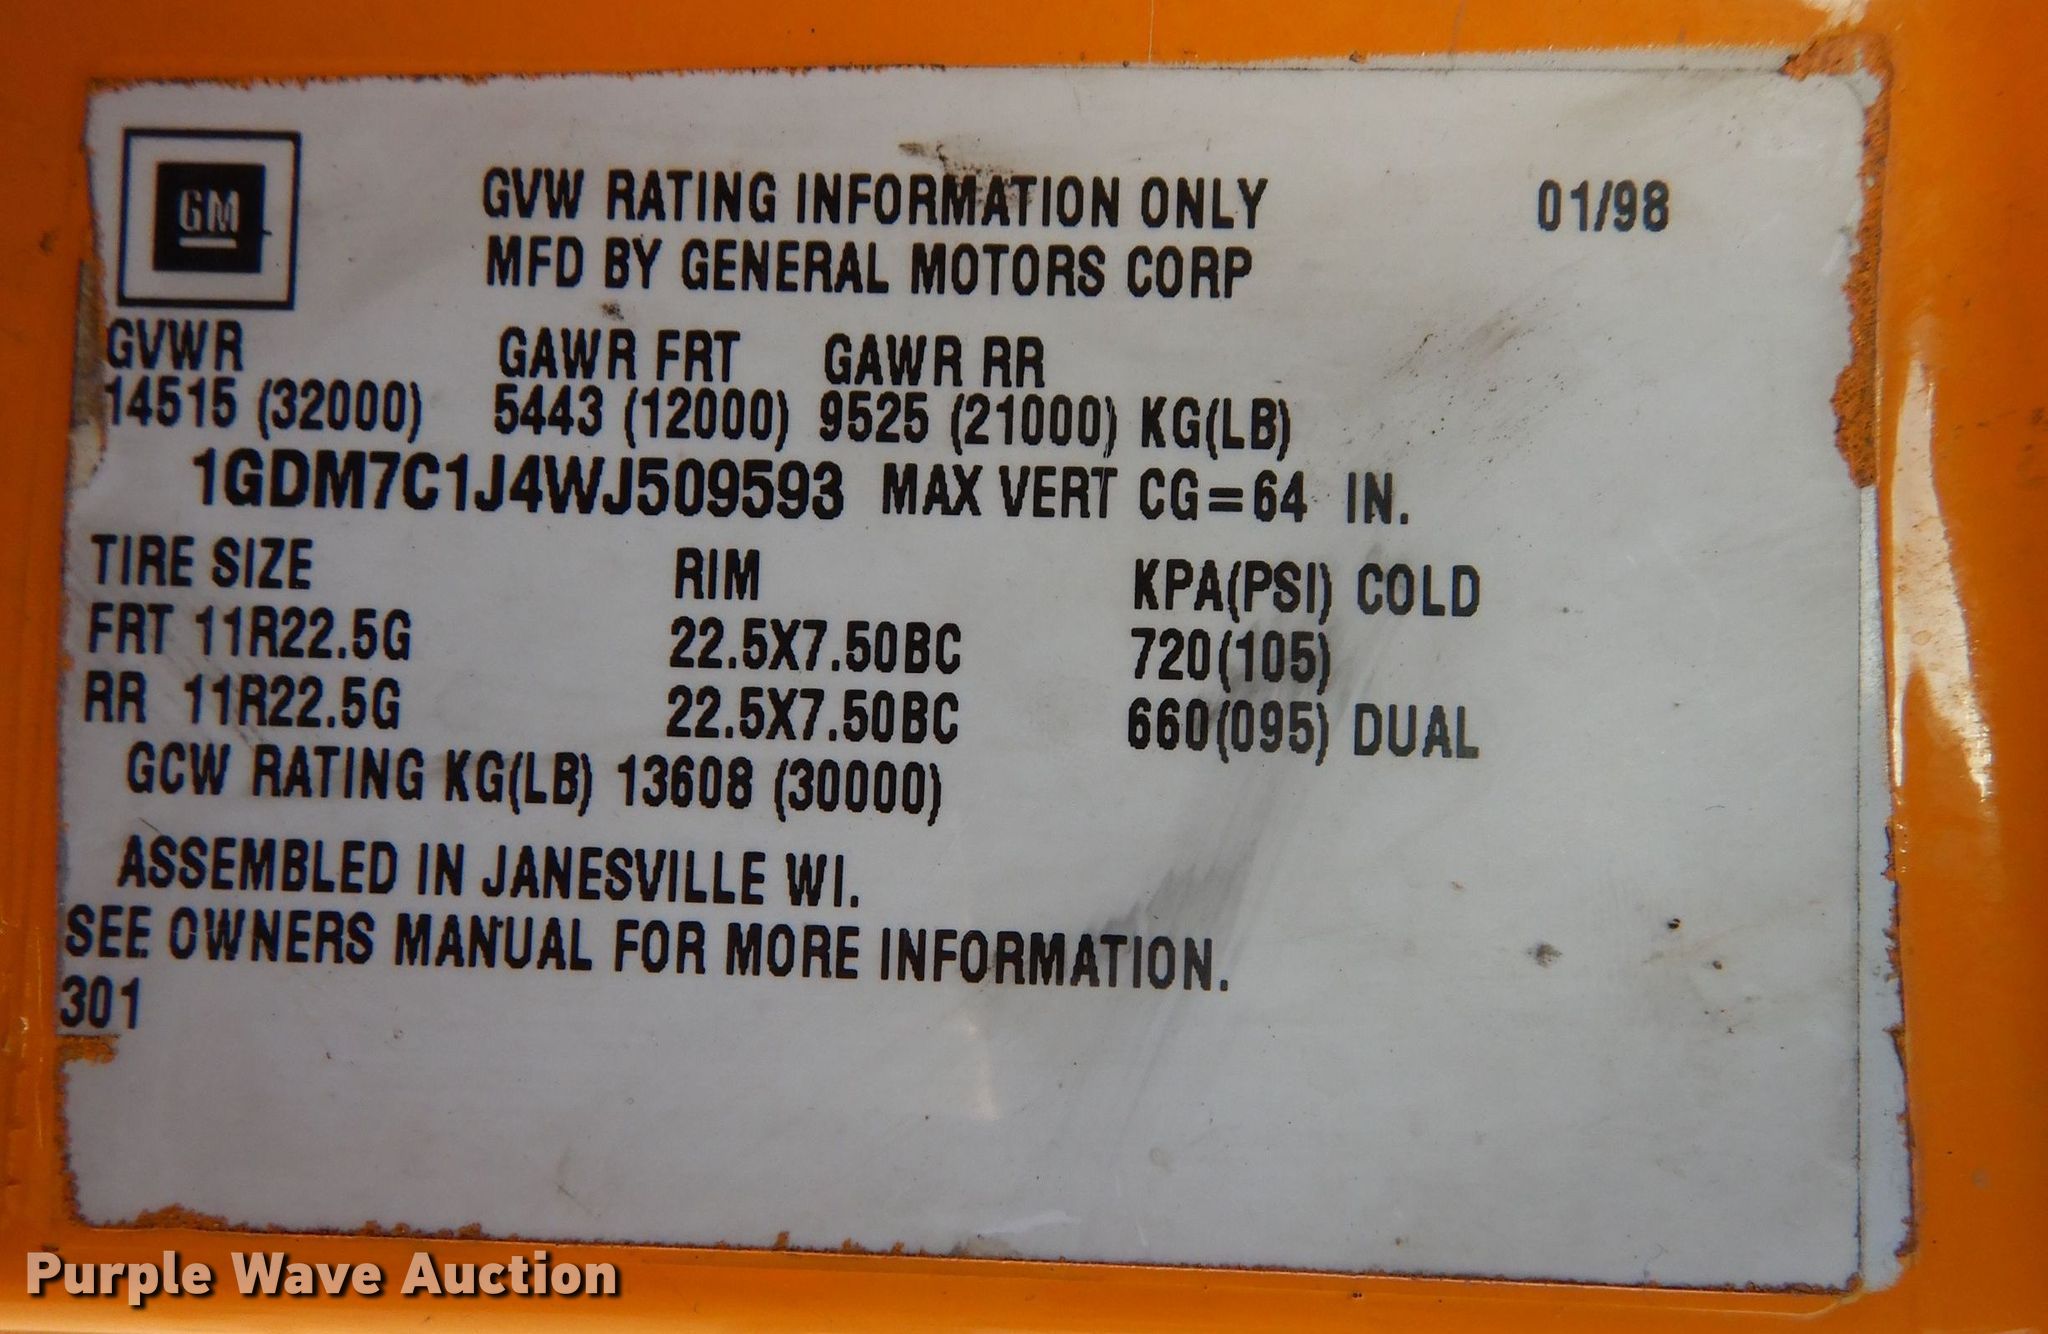 GM
GVW RATING INFORMATION ONLY 01/98
MFD BY GENERAL MOTORS CORP
GVWR GAWR FRT GAWR RR
14515 (32000) 5443 (12000) 9525 (21000) KG(LB)
1GDM7C1J4WJ509593 MAX VERT CG=64 IN.
TIRE SIZE RIM KPA(PSI) COLD
FRT 11R22.5G 22.5X7.50BC 720(105)
RR 11R22.5G 22.5X7.50BC 660(095) DUAL
GCW RATING KG(LB) 13608 (30000)
ASSEMBLED IN JANESVILLE WI.
SEE OWNERS MANUAL FOR MORE INFORMATION.
301
Purple Wave Auction